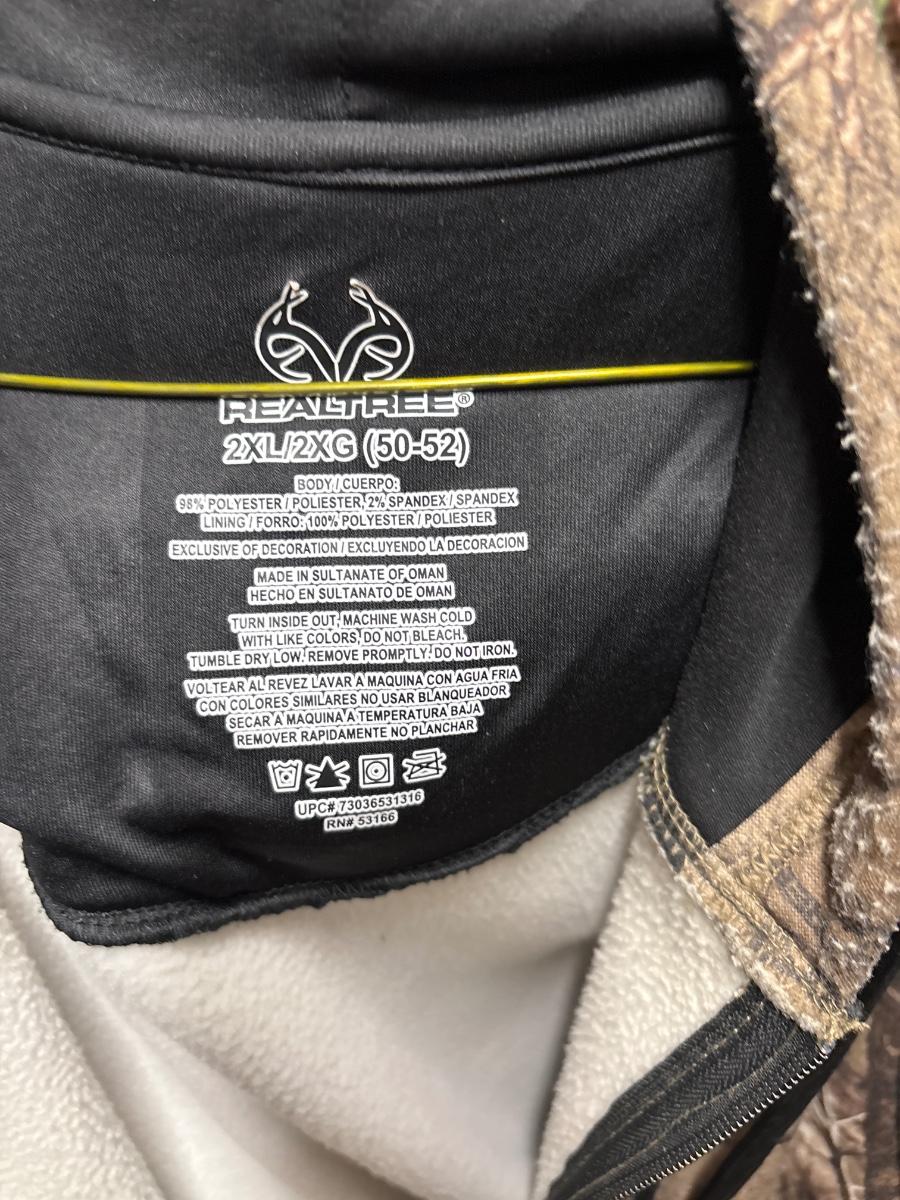 REALTREE®
2XL/2XG (50-52)
BODY / CUERPO:
98% POLYESTER / POLIESTER, 2% SPANDEX / SPANDEX
LINING / FORRO: 100% POLYESTER / POLIESTER
EXCLUSIVE OF DECORATION / EXCLUYENDO LA DECORACION
MADE IN SULTANATE OF OMAN
HECHO EN SULTANATO DE OMAN
TURN INSIDE OUT, MACHINE WASH COLD
WITH LIKE COLORS, DO NOT BLEACH.
TUMBLE DRY LOW. REMOVE PROMPTLY. DO NOT IRON.
VOLTEAR AL REVEZ LAVAR A MAQUINA CON AGUA FRIA
CON COLORES SIMILARES NO USAR BLANQUEADOR
SECAR A MAQUINA A TEMPERATURA BAJA
REMOVER RAPIDAMENTE NO PLANCHAR
UPC# 73036531316
RN# 53166